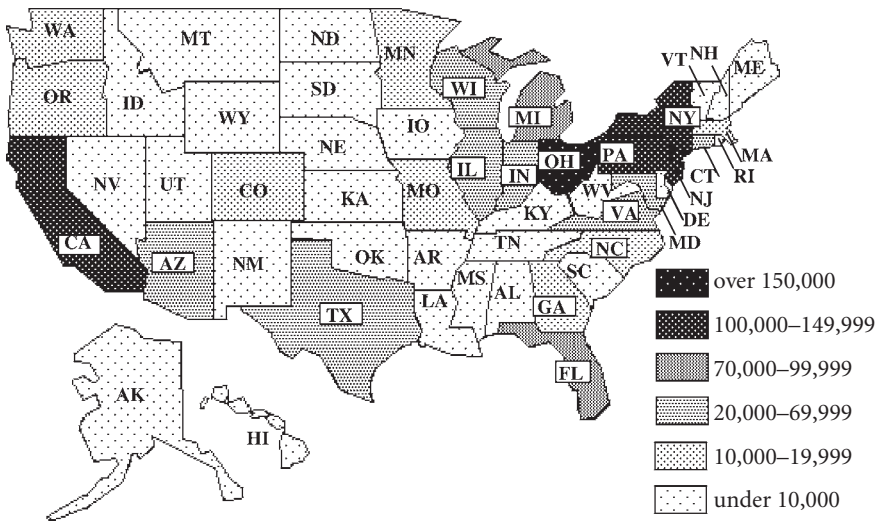 WA
MT
ND
MN
VT
NH
ME
OR
ID
SD
WI
MI
NY
WY
IO
NE
PA
MA
RI
CT
NV
UT
CO
IL
IN
OH
NJ
DE
MD
KA
MO
WV
VA
KY
CA
AZ
NM
OK
AR
TN
NC
SC
MS
AL
GA
TX
LA
FL
AK
HI
over 150,000
100,000–149,999
70,000–99,999
20,000–69,999
10,000–19,999
under 10,000